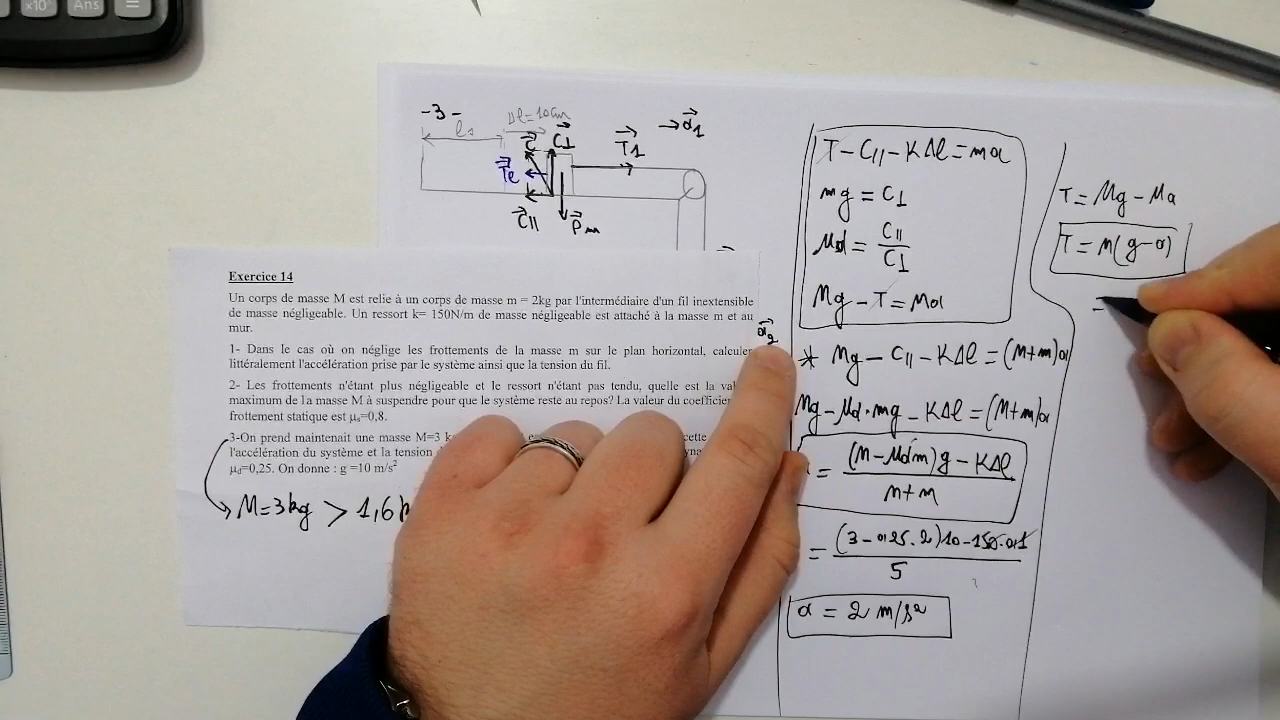 x10ˣ Ans =
-3-
Δl=10cm
C C⊥ T1 → a1
Te
C|| Pm
Exercice 14
Un corps de masse M est relie à un corps de masse m = 2kg par l'intermédiaire d'un fil inextensible
de masse négligeable. Un ressort k= 150N/m de masse négligeable est attaché à la masse m et au
mur.
1- Dans le cas où on néglige les frottements de la masse m sur le plan horizontal, calculer
littéralement l'accélération prise par le système ainsi que la tension du fil.
2- Les frottements n'étant plus négligeable et le ressort n'étant pas tendu, quelle est la
maximum de la masse M à suspendre pour que le système reste au repos? La valeur du
frottement statique est μs=0,8.
3-On prend maintenait une masse M=3
l'accélération du système et la tension
μd=0,25. On donne : g =10 m/s²
M=3kg > 1,6
a2
T - C|| - KΔl = ma
mg = C⊥
μd = C||/C⊥
Mg - T = Ma
* Mg - C|| - KΔl = (M+m)a
Mg - μd·mg - KΔl = (M+m)a
= (M - μdm)g - KΔl / M+m
= (3 - 0,25.2)10 - 150.0,1 / 5
a = 2 m/s²
T = Mg - Ma
T = M(g-a)